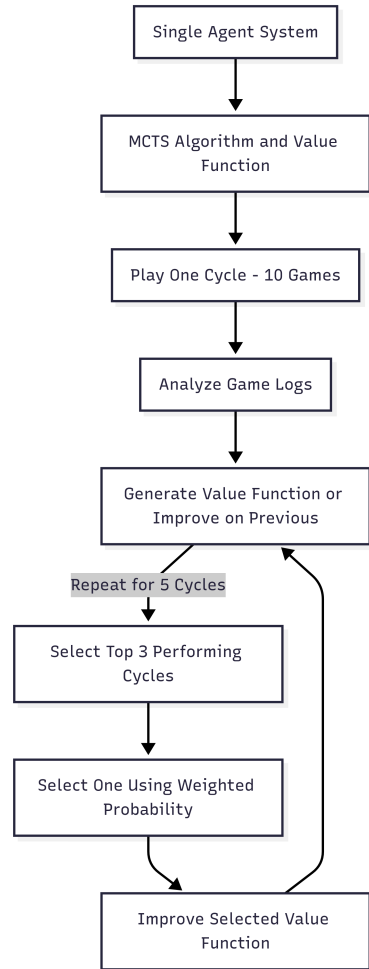 Single Agent System
MCTS Algorithm and Value
Function
Play One Cycle - 10 Games
Analyze Game Logs
Generate Value Function or
Improve on Previous
Repeat for 5 Cycles
Select Top 3 Performing
Cycles
Select One Using Weighted
Probability
Improve Selected Value
Function